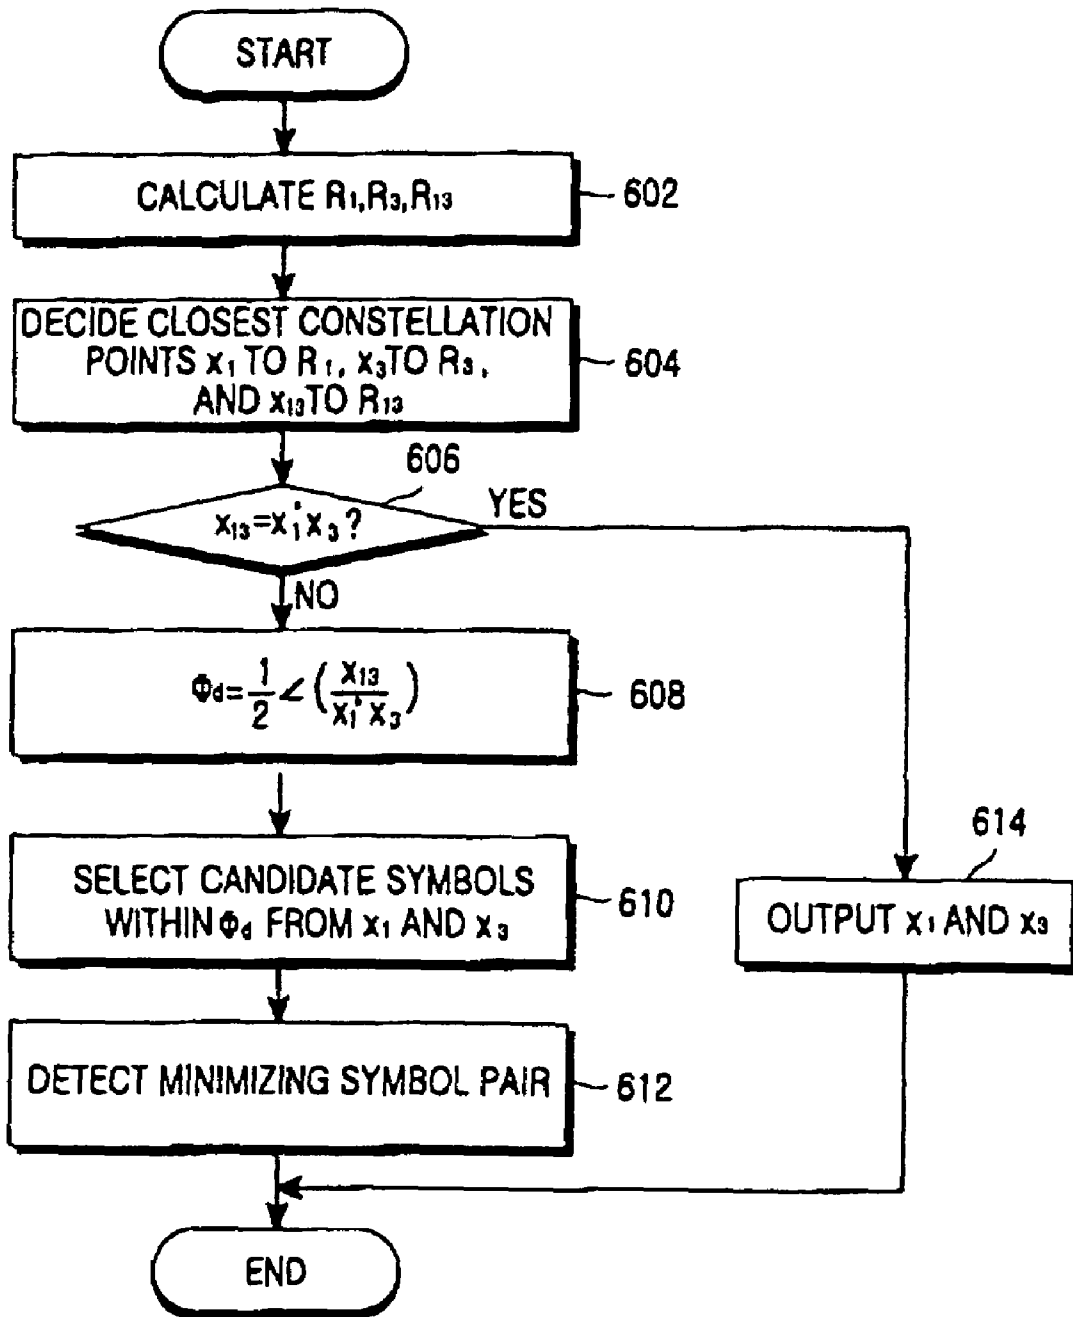 START
CALCULATE R₁,R₃,R₁₃
602
DECIDE CLOSEST CONSTELLATION
POINTS x₁ TO R₁, x₃ TO R₃,
AND x₁₃ TO R₁₃
604
606
x₁₃=x₁*x₃?
YES
NO
Φd=1/2∠(x₁₃/x₁*x₃)
608
SELECT CANDIDATE SYMBOLS
WITHIN Φd FROM x₁ AND x₃
610
614
OUTPUT x₁ AND x₃
DETECT MINIMIZING SYMBOL PAIR
612
END